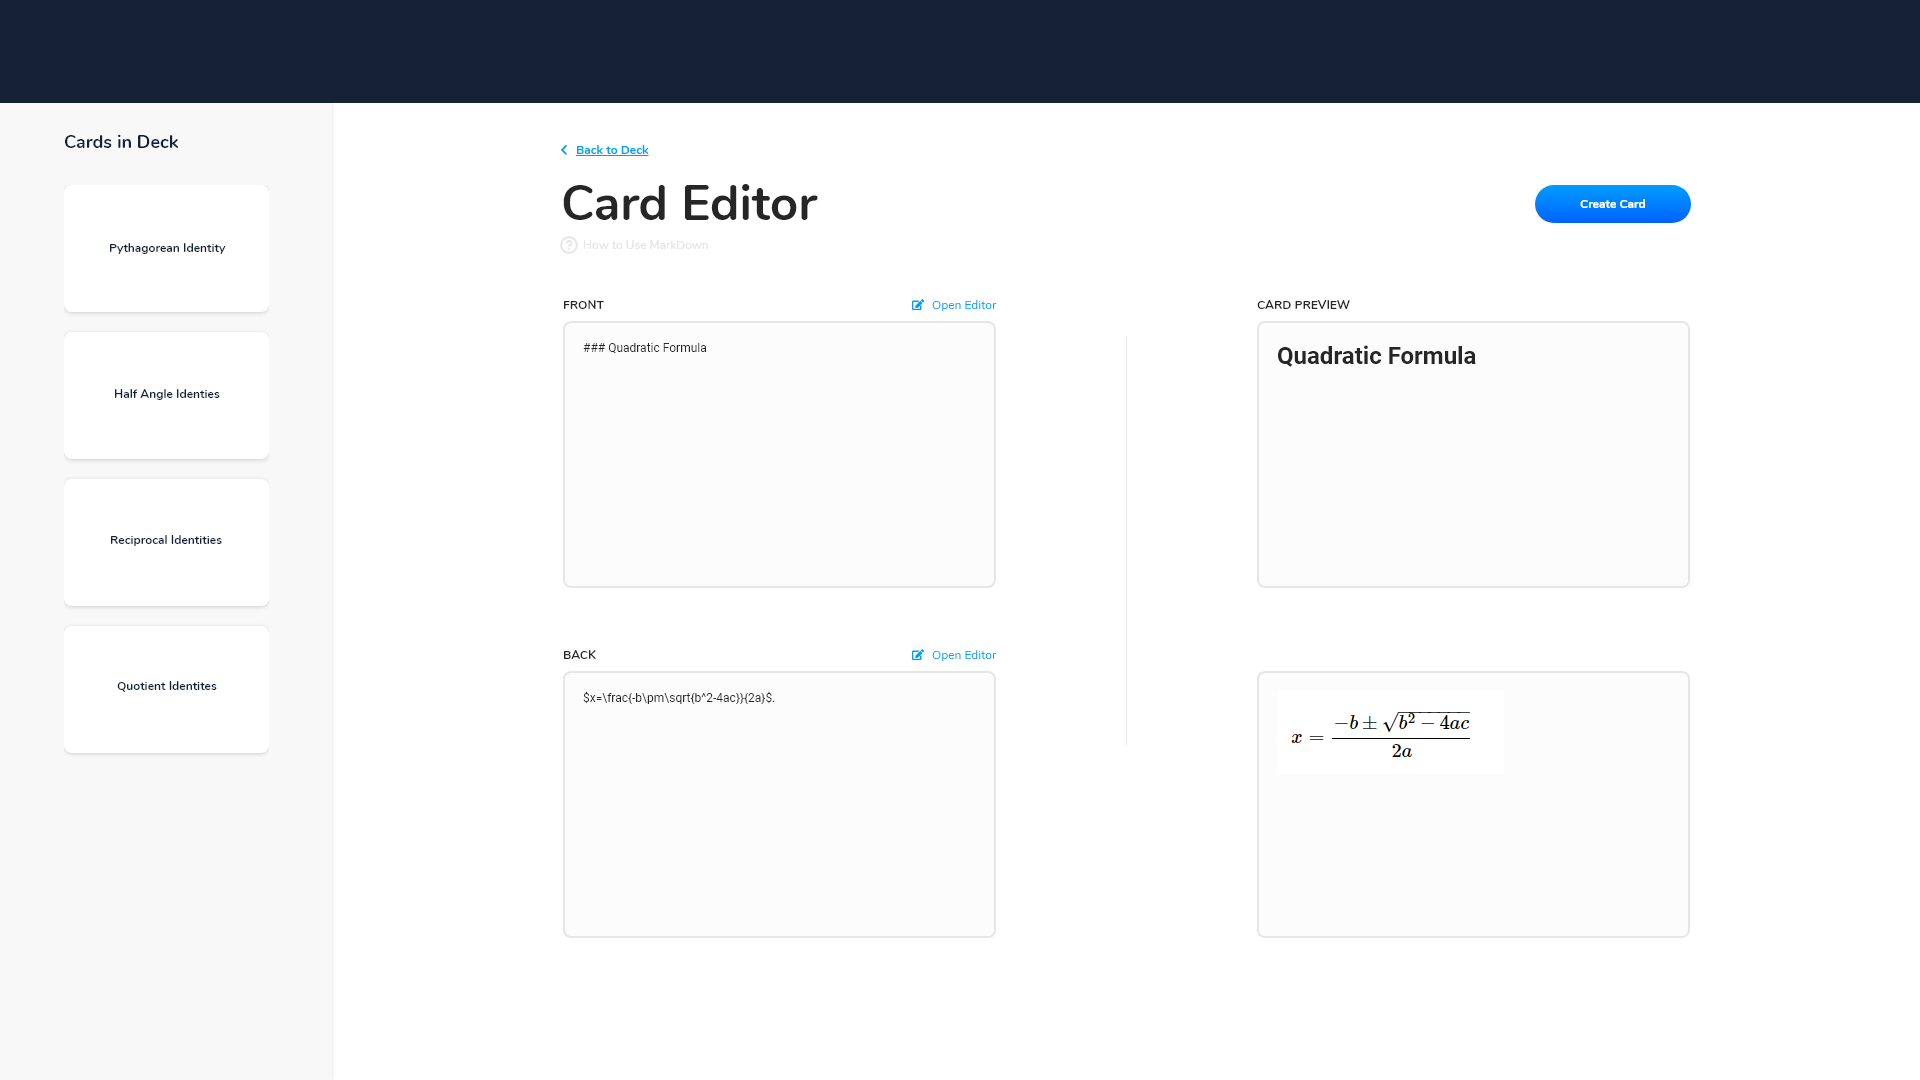 Cards in Deck
Pythagorean Identity
Half Angle Identies
Reciprocal Identities
Quotient Identites
Back to Deck
Card Editor
Create Card
? How to Use MarkDown
FRONT
Open Editor
### Quadratic Formula
CARD PREVIEW
Quadratic Formula
BACK
Open Editor
$x=\frac{-b\pm\sqrt{b^2-4ac}}{2a}$.
x = \frac{-b ± \sqrt{b^2 − 4ac}}{2a}